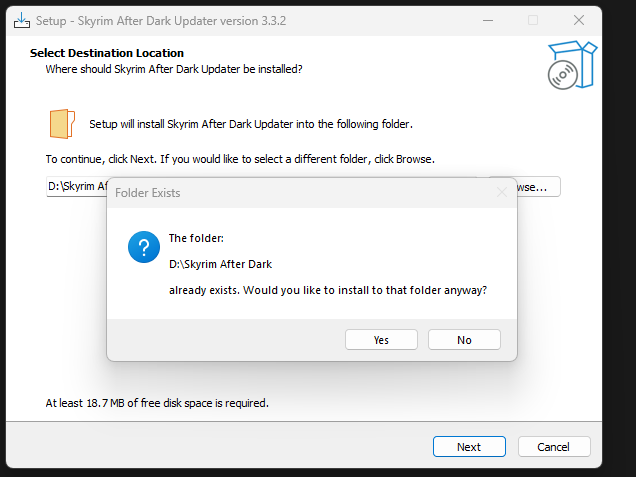 Setup - Skyrim After Dark Updater version 3.3.2
Select Destination Location
Where should Skyrim After Dark Updater be installed?
Setup will install Skyrim After Dark Updater into the following folder.
To continue, click Next. If you would like to select a different folder, click Browse.
D:\Skyrim
Folder Exists
The folder:
D:\Skyrim After Dark
already exists. Would you like to install to that folder anyway?
Yes
No
At least 18.7 MB of free disk space is required.
Next
Cancel